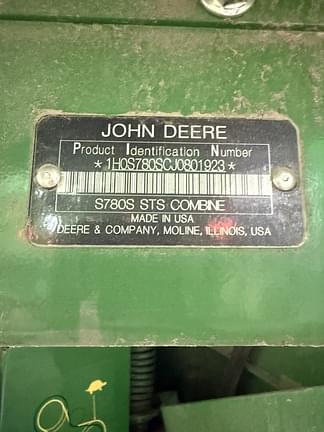 JOHN DEERE
Product Identification Number
*1H0S780SCJ0801923*
S780S STS COMBINE
MADE IN USA
DEERE & COMPANY, MOLINE, ILLINOIS, USA